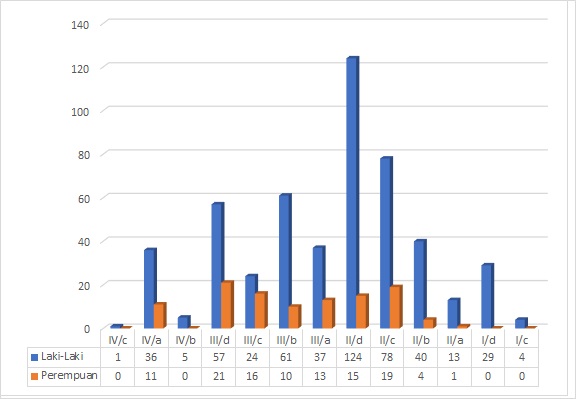 140
120
100
80
60
40
20
0
IV/c IV/a IV/b III/d III/c III/b III/a II/d II/c II/b II/a I/d I/c
Laki-Laki 1 36 5 57 24 61 37 124 78 40 13 29 4
Perempuan 0 11 0 21 16 10 13 15 19 4 1 0 0